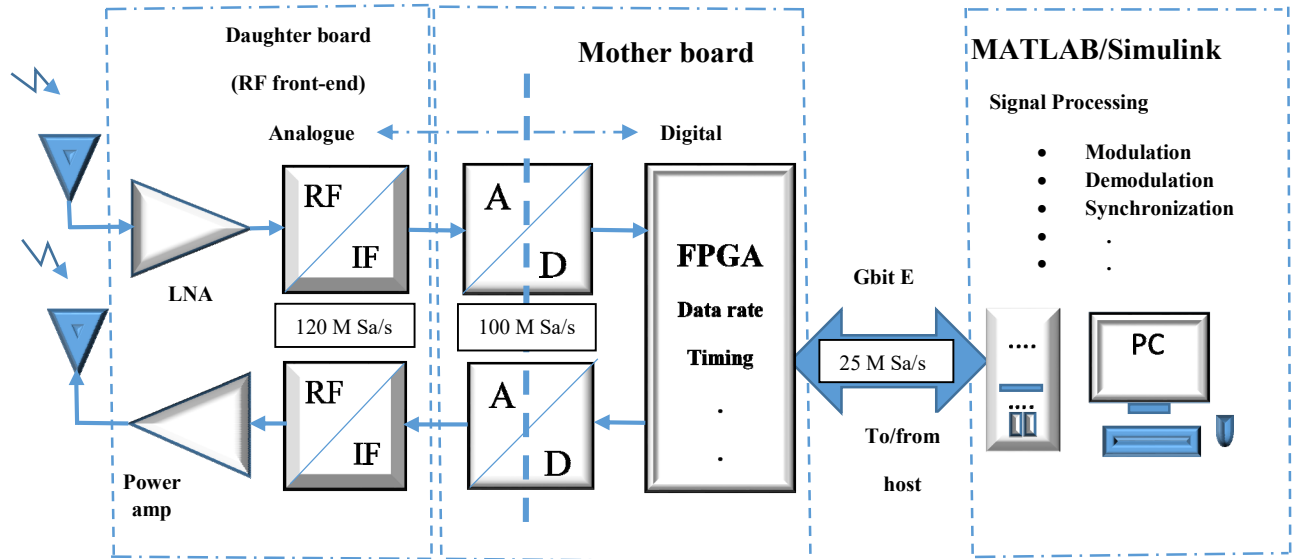 Daughter board
(RF front-end)
Mother board
MATLAB/Simulink
Signal Processing
• Modulation
• Demodulation
• Synchronization
• .
• .
Analogue
Digital
RF
IF
A
D
LNA
120 M Sa/s
100 M Sa/s
FPGA
Data rate
Timing
.
.
Gbit E
25 M Sa/s
To/from
host
....
....
PC
RF
IF
A
D
Power
amp